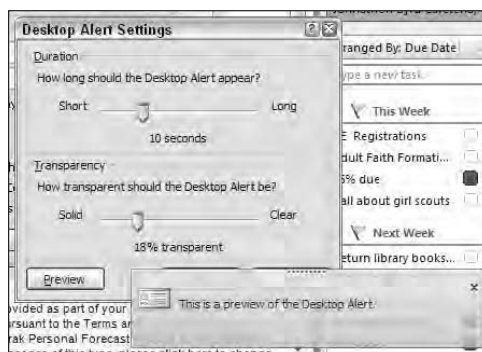 Desktop Alert Settings
Duration
How long should the Desktop Alert appear?
Short
Long
10 seconds
Transparency
How transparent should the Desktop Alert be?
Solid
Clear
18% transparent
Preview
This is a preview of the Desktop Alert.
ranged By: Due Date
ype a new task
This Week
E Registrations
dult Faith Formati...
5% due
all about girl scouts
Next Week
eturn library books...
ovided as part of your
ursuant to the Terms an
rak Personal Forecast